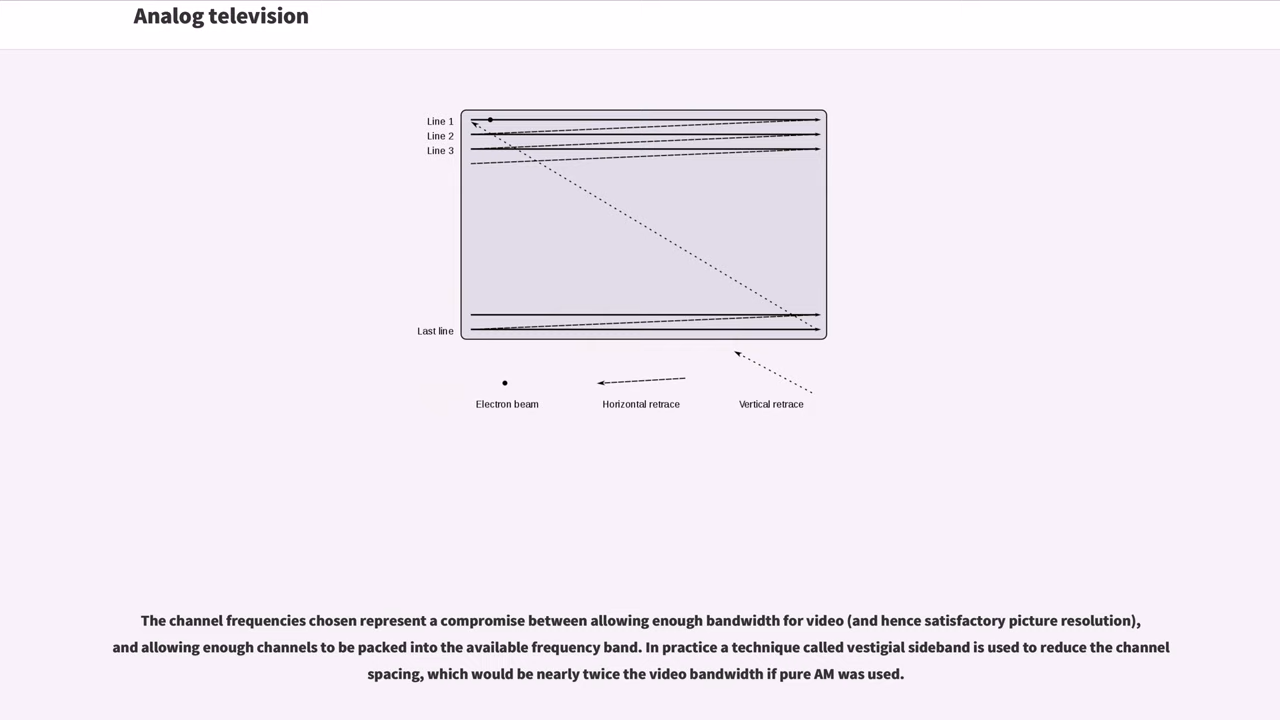 Analog television
Line 1
Line 2
Line 3
Last line
Electron beam
Horizontal retrace
Vertical retrace
The channel frequencies chosen represent a compromise between allowing enough bandwidth for video (and hence satisfactory picture resolution),
and allowing enough channels to be packed into the available frequency band. In practice a technique called vestigial sideband is used to reduce the channel
spacing, which would be nearly twice the video bandwidth if pure AM was used.